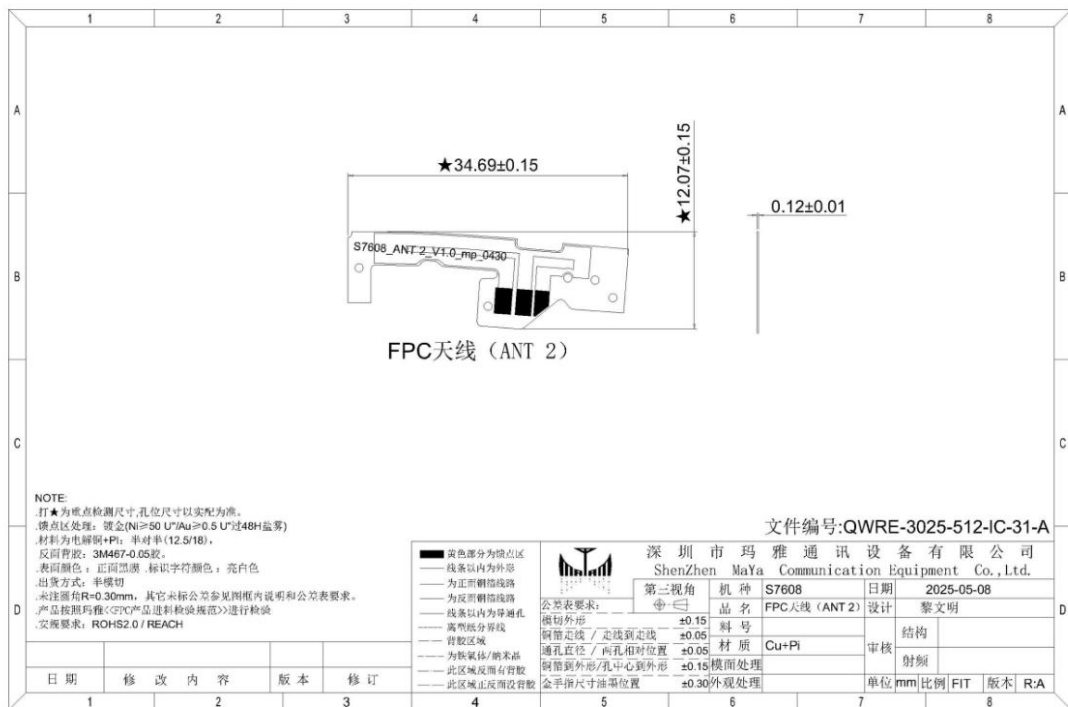 1 2 3 4 5 6 7 8
A A
B B
C C
D D
★34.69±0.15
★12.07±0.15
0.12±0.01
S7608_ANT 2_V1.0_mp_0430
FPC天线（ANT 2）
NOTE:
.打★为重点检测尺寸,孔位尺寸以实配为准。
.馈点区处理：镀金(Ni≥50 U"/Au≥0.5 U"过48H盐雾)
.材料为电解铜+PI：半对半(12.5/18)，
反面背胶：3M467-0.05胶。
.表面颜色：正面黑膜 .标识字符颜色：亮白色
.出货方式：半模切
.未注圆角R=0.30mm，其它未标公差参见图框内说明和公差表要求。
.产品按照玛雅<<FPC产品进料检验规范>>进行检验
.安规要求：ROHS2.0 / REACH
日期 修改内容 版本 修订
黄色部分为馈点区
线条以内为外形
为正面铜箔线路
为反面铜箔线路
线条以内为导通孔
离型纸分界线
背胶区域
为铁氧体/纳米晶
此区域反面有背胶
此区域正反面没背胶
文件编号:QWRE-3025-512-IC-31-A
深圳市玛雅通讯设备有限公司
ShenZhen MaYa Communication Equipment Co.,Ltd.
第三视角
公差表要求:
模切外形 ±0.15
铜箔走线 / 走线到走线 ±0.05
通孔直径 / 两孔相对位置 ±0.05
铜箔到外形/孔中心到外形 ±0.15
金手指尺寸油墨位置 ±0.30
机种 S7608 日期 2025-05-08
品名 FPC天线（ANT 2） 设计 黎文明
料号
材质 Cu+Pi
审核 结构
射频
模面处理
外观处理
单位 mm 比例 FIT 版本 R:A
1 2 3 4 5 6 7 8